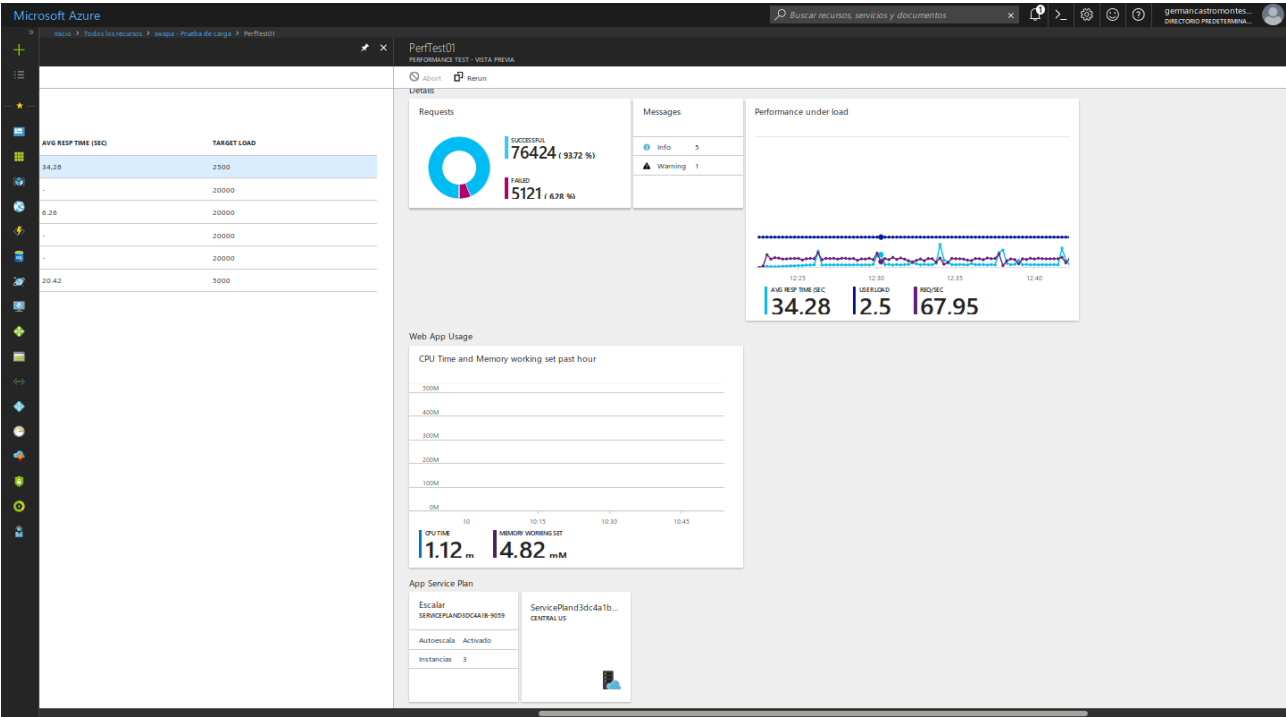 Microsoft Azure
Buscar recursos, servicios y documentos
1
germancastromontes...
DIRECTORIO PREDETERMINA...
Inicio > Todos los recursos > swapa - Prueba de carga > PerfTest01
AVG RESP TIME (SEC) TARGET LOAD
34,28 2500
- 20000
6.26 20000
- 20000
- 20000
20.42 5000
PerfTest01
PERFORMANCE TEST - VISTA PREVIA
Abort Rerun
Details
Requests
SUCCESSFUL
76424 (93.72 %)
FAILED
5121 (6.28 %)
Messages
Info 5
Warning 1
Performance under load
12:25 12:30 12:35 12:40
AVG RESP TIME (SEC USER LOAD REQ/SEC
34.28 2.5 67.95
Web App Usage
CPU Time and Memory working set past hour
500M
400M
300M
200M
100M
0M
10 10:15 10:30 10:45
CPU TIME MEMORY WORKING SET
1.12 m 4.82 mM
App Service Plan
Escalar
SERVICEPLAND3DC4A1B-9059
Autoescala Activado
Instancias 3
ServicePland3dc4a1b...
CENTRAL US